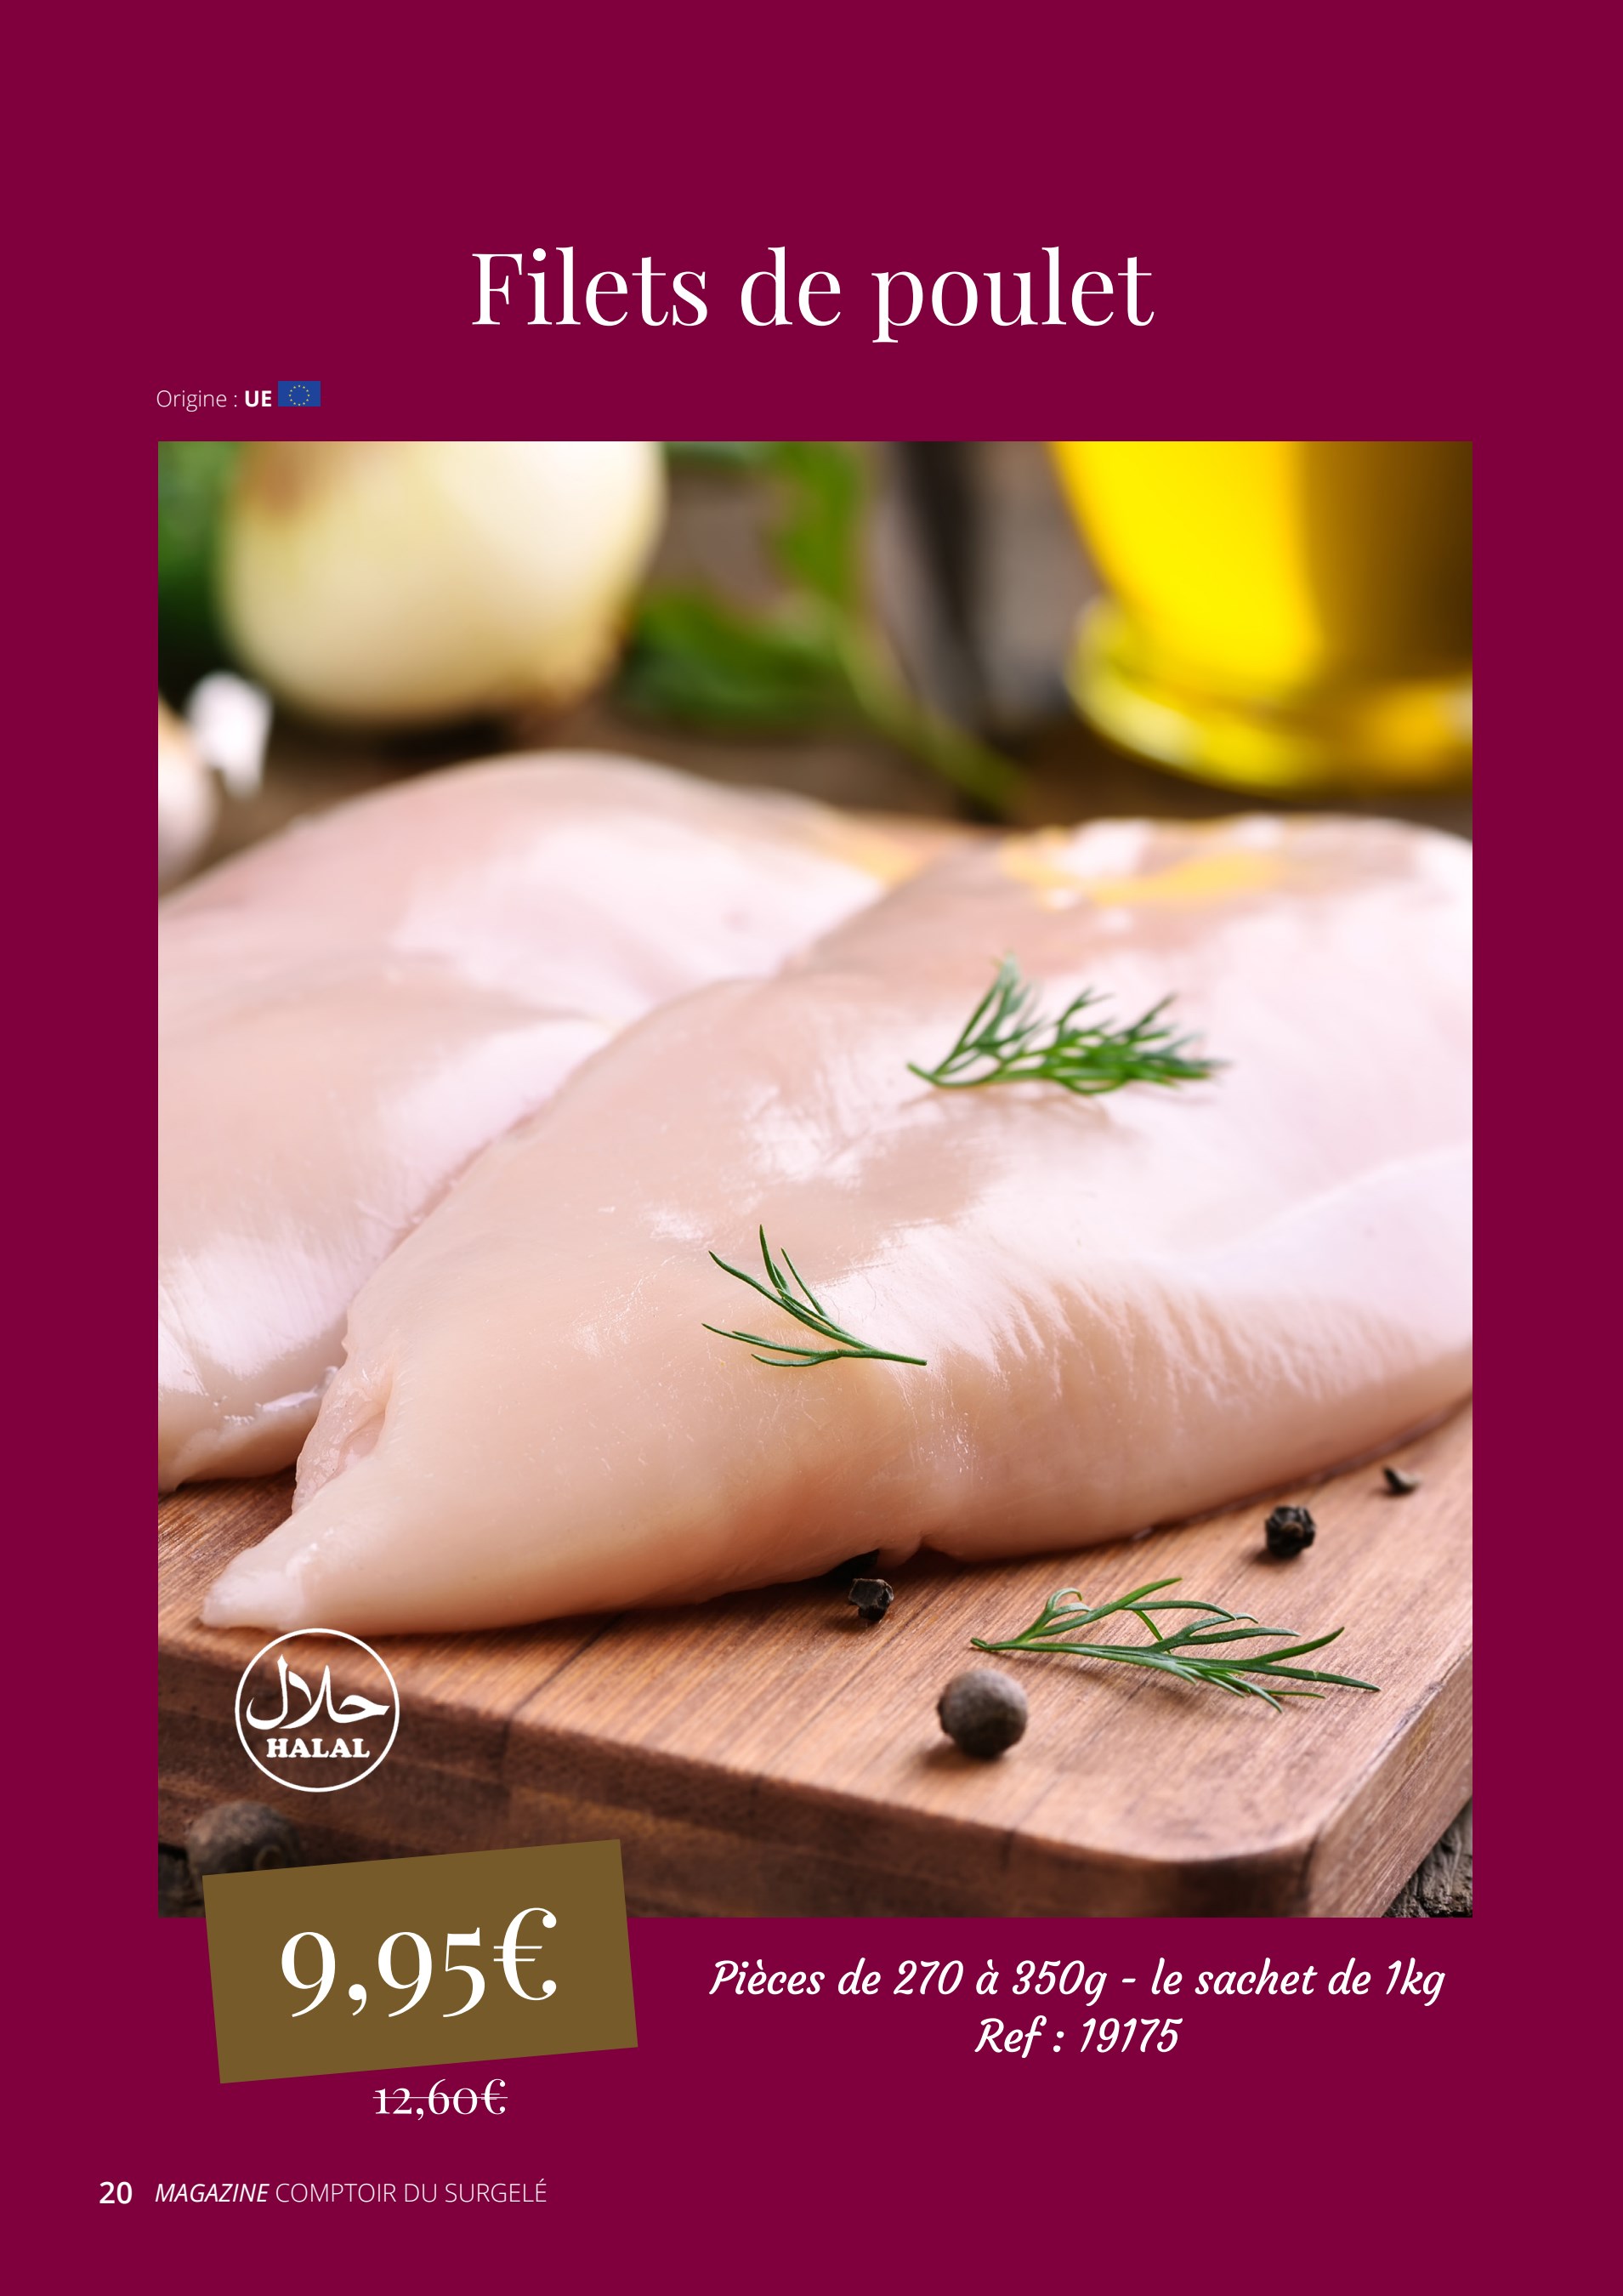 Filets de poulet
Origine : UE
حلال
HALAL
9,95€
12,60€
Pièces de 270 à 350g - le sachet de 1kg
Ref : 19175
20 MAGAZINE COMPTOIR DU SURGELÉ